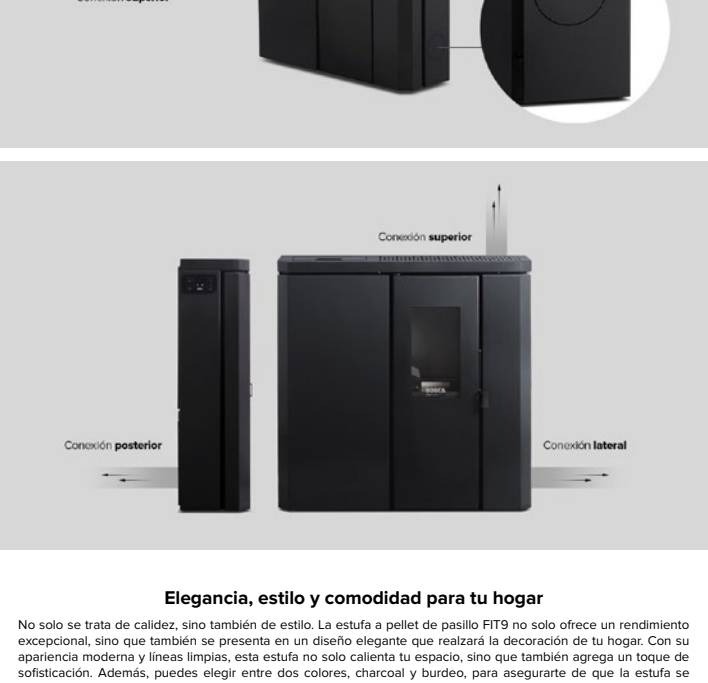 Conexión superior
Conexión superior
BOSCA
Conexión posterior
Conexión lateral
Elegancia, estilo y comodidad para tu hogar
No solo se trata de calidez, sino también de estilo. La estufa a pellet de pasillo FIT9 no solo ofrece un rendimiento
excepcional, sino que también se presenta en un diseño elegante que realzará la decoración de tu hogar. Con su
apariencia moderna y líneas limpias, esta estufa no solo calienta tu espacio, sino que también agrega un toque de
sofisticación. Además, puedes elegir entre dos colores, charcoal y burdeo, para asegurarte de que la estufa se